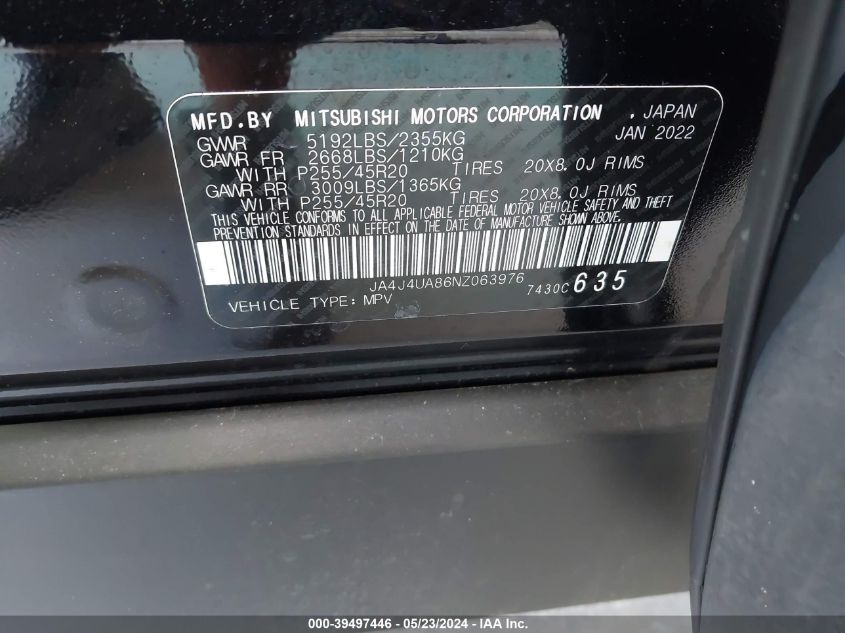 MFD.BY MITSUBISHI MOTORS CORPORATION . JAPAN
GVWR 5192LBS/2355KG JAN 2022
GAWR FR 2668LBS/1210KG
WITH P255/45R20 TIRES 20X8.0J RIMS
GAWR RR 3009LBS/1365KG
WITH P255/45R20 TIRES 20X8.0J RIMS
THIS VEHICLE CONFORMS TO ALL APPLICABLE FEDERAL MOTOR VEHICLE SAFETY AND THEFT
PREVENTION STANDARDS IN EFFECT ON THE DATE OF MANUFACTURE SHOWN ABOVE.
JA4J4UA86NZ063976 7430C 635
VEHICLE TYPE: MPV
000-39497446 - 05/23/2024 - IAA Inc.